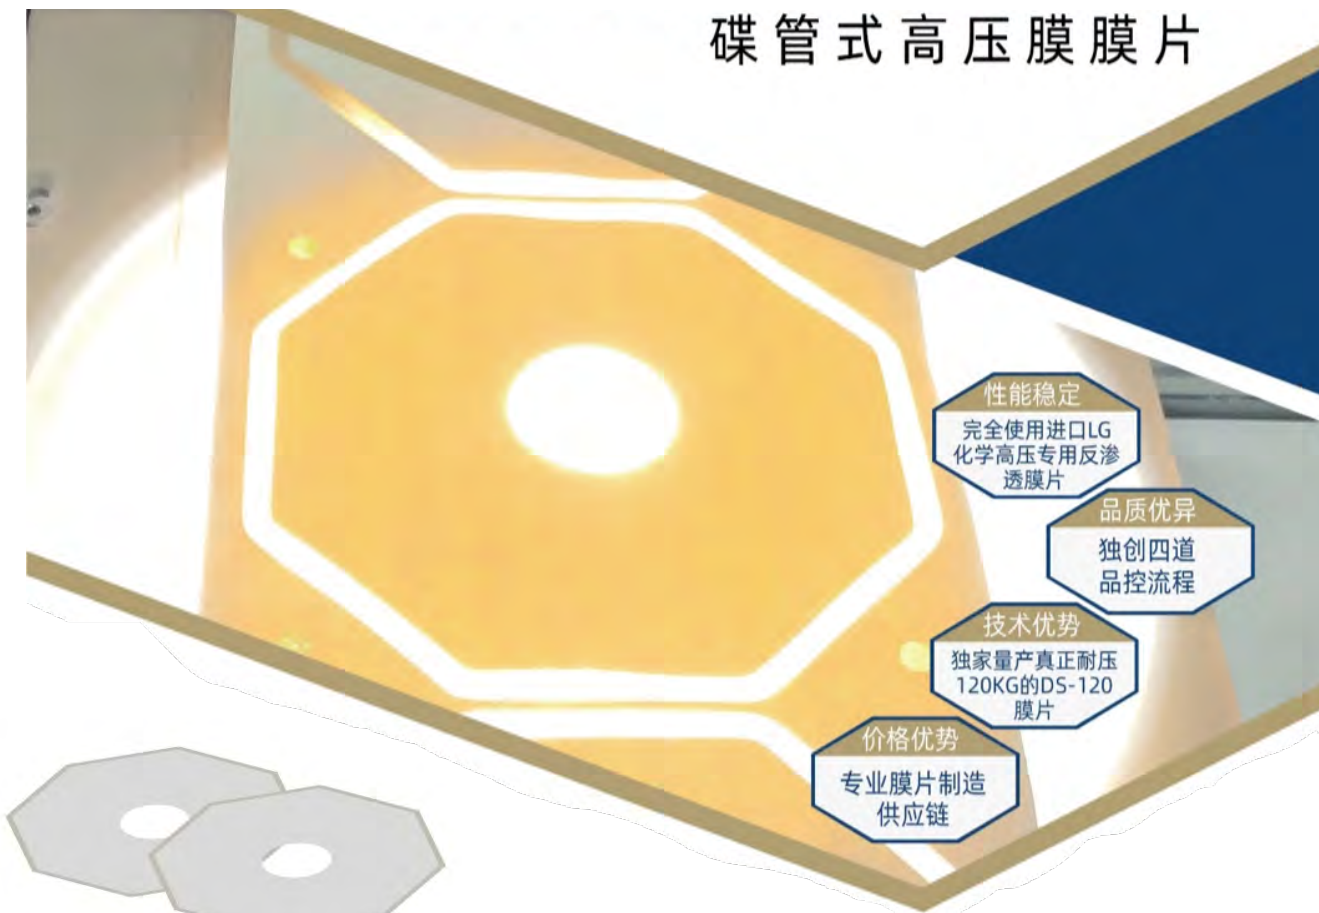 碟管式高压膜膜片
性能稳定
完全使用进口LG
化学高压专用反渗
透膜片
品质优异
独创四道
品控流程
技术优势
独家量产真正耐压
120KG的DS-120
膜片
价格优势
专业膜片制造
供应链